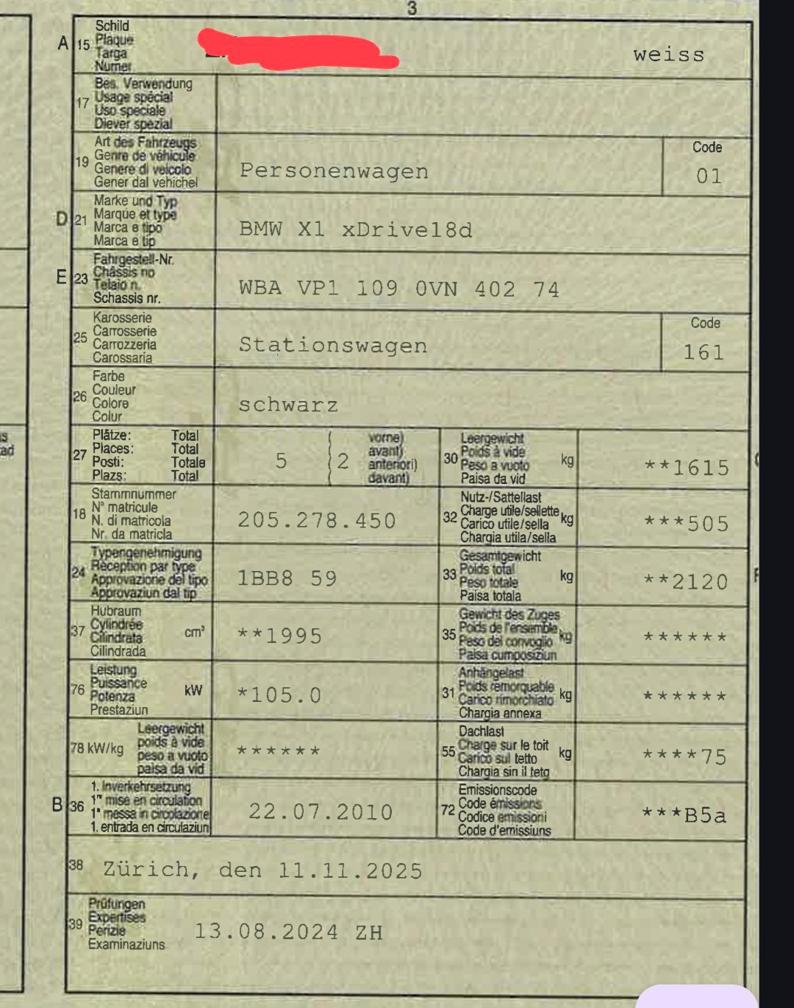 3
A 15 Schild
Plaque
Targa
Numer
weiss
17 Bes. Verwendung
Usage spécial
Uso speciale
Diever spezial
19 Art des Fahrzeugs
Genre de véhicule
Genere di veicolo
Gener dal vehichel
Personenwagen
Code
01
D 21 Marke und Typ
Marque et type
Marca e tipo
Marca e tip
BMW X1 xDrive18d
E 23 Fahrgestell-Nr.
Châssis no
Telaio n.
Schassis nr.
WBA VP1 109 0VN 402 74
25 Karosserie
Carrosserie
Carrozzeria
Carossaria
Stationswagen
Code
161
26 Farbe
Couleur
Colore
Colur
schwarz
27 Plätze: Total
Places: Total
Posti: Totale
Plazs: Total
5 2 vorne)
avant)
anteriori)
davant)
30 Leergewicht
Poids à vide
Peso a vuoto
Paisa da vid
kg
**1615
18 Stammnummer
N° matricule
N. di matricola
Nr. da matricla
205.278.450
32 Nutz-/Sattellast
Charge utile/sellette
Carico utile/sella
Chargia utila/sella
kg
***505
24 Typengenehmigung
Réception par type
Approvazione del tipo
Approvaziun dal tip
1BB8 59
33 Gesamtgewicht
Poids total
Peso totale
Paisa totala
kg
**2120
37 Hubraum
Cylindrée
Cilindrata
Cilindrada
cm³
**1995
35 Gewicht des Zuges
Poids de l'ensemble
Peso del convoglio
Paisa cumposiziun
kg
******
76 Leistung
Puissance
Potenza
Prestaziun
kW
*105.0
31 Anhängelast
Poids remorquable
Carico rimorchiato
Chargia annexa
kg
******
78 kW/kg Leergewicht
poids à vide
peso a vuoto
paisa da vid
******
55 Dachlast
Charge sur le toit
Carico sul tetto
Chargia sin il tetg
kg
****75
B 36 1. Inverkehrsetzung
1re mise en circulation
1a messa in circolazione
1. entrada en circulaziun
22.07.2010
72 Emissionscode
Code émissions
Codice emissioni
Code d'emissiuns
***B5a
38 Zürich, den 11.11.2025
39 Prüfungen
Expertises
Perizie
Examinaziuns
13.08.2024 ZH